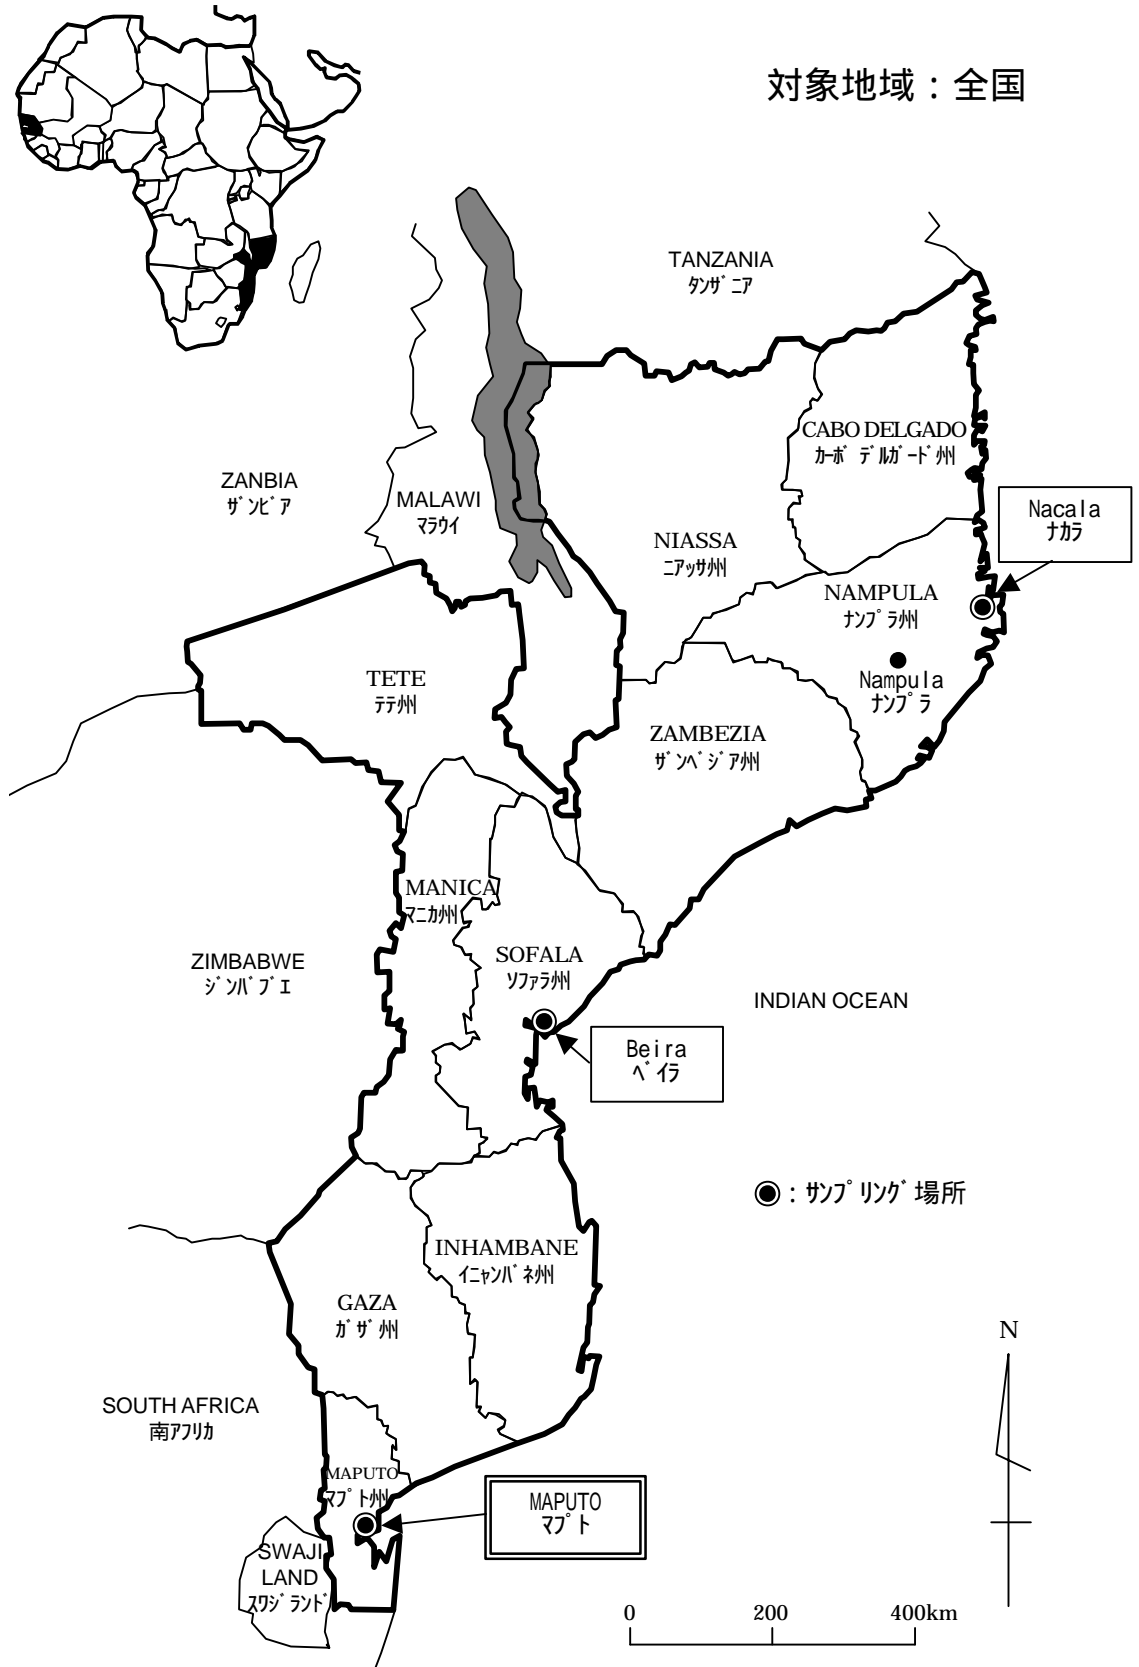 対象地域：全国
TANZANIA
ﾀﾝｻﾞﾆｱ
CABO DELGADO
ｶｰﾎﾞ ﾃﾞﾙｶﾞｰﾄﾞ州
ZANBIA
ｻﾞﾝﾋﾞｱ
MALAWI
ﾏﾗｳｲ
Nacala
ﾅｶﾗ
NIASSA
ﾆｱｯｻ州
NAMPULA
ﾅﾝﾌﾟﾗ州
TETE
ﾃﾃ州
Nampula
ﾅﾝﾌﾟﾗ
ZAMBEZIA
ｻﾞﾝﾍﾞｼﾞｱ州
MANICA
ﾏﾆｶ州
ZIMBABWE
ｼﾞﾝﾊﾞﾌﾞｴ
SOFALA
ｿﾌｧﾗ州
INDIAN OCEAN
Beira
ﾍﾞｲﾗ
：ｻﾝﾌﾟﾘﾝｸﾞ場所
INHAMBANE
ｲﾆｬﾝﾊﾞﾈ州
GAZA
ｶﾞｻﾞ州
N
SOUTH AFRICA
南ｱﾌﾘｶ
MAPUTO
ﾏﾌﾟﾄ州
MAPUTO
ﾏﾌﾟﾄ
SWAJI
LAND
ｽﾜｼﾞﾗﾝﾄﾞ
0 200 400km